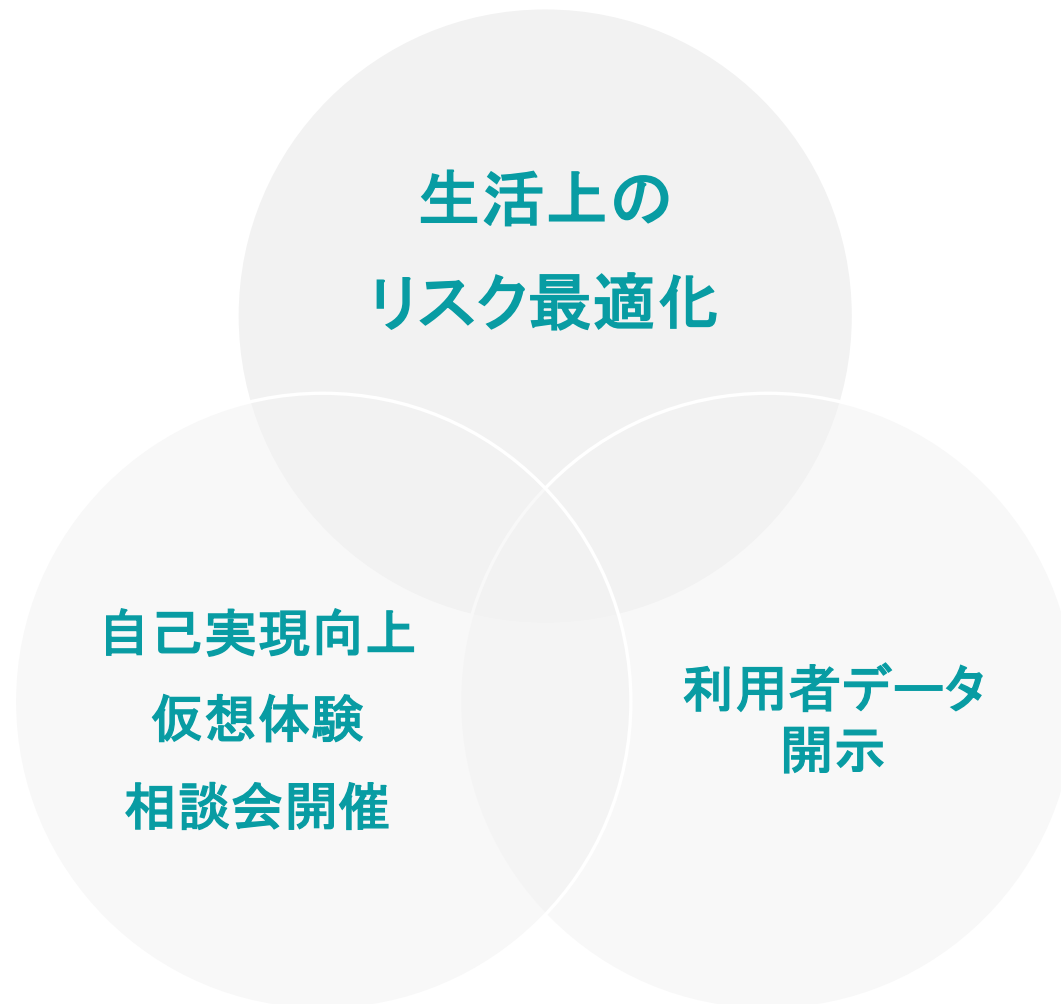 生活上の
リスク最適化
自己実現向上
仮想体験
相談会開催
利用者データ
開示